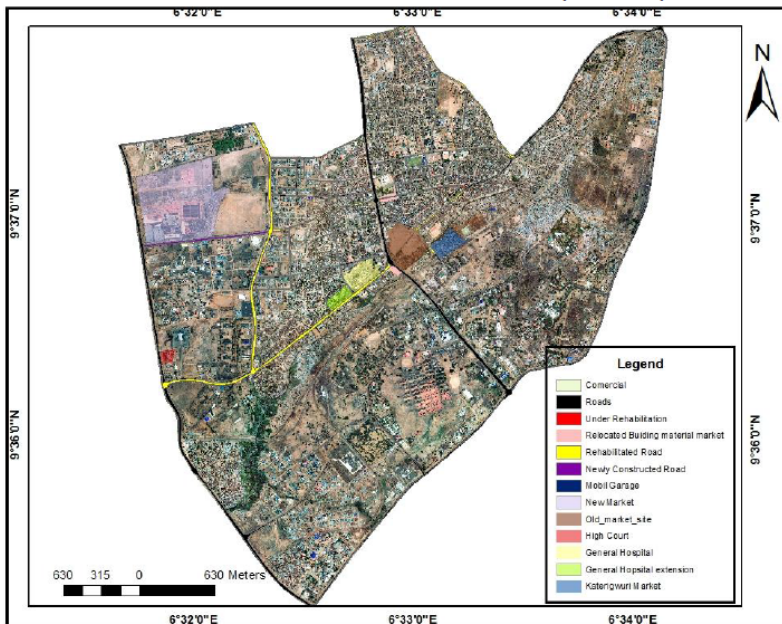 6°32'0"E 6°33'0"E 6°34'0"E
N
9°37'0"N 9°37'0"N
9°36'0"N 9°36'0"N
Legend
Comercial
Roads
Under Rehabilitation
Relocated Building material market
Rehabilitated Road
Newly Constructed Road
Mobil Garage
New Market
Old_market_site
High Court
General Hospital
General Hopsital extension
Katengwuri Market
630 315 0 630 Meters
6°32'0"E 6°33'0"E 6°34'0"E